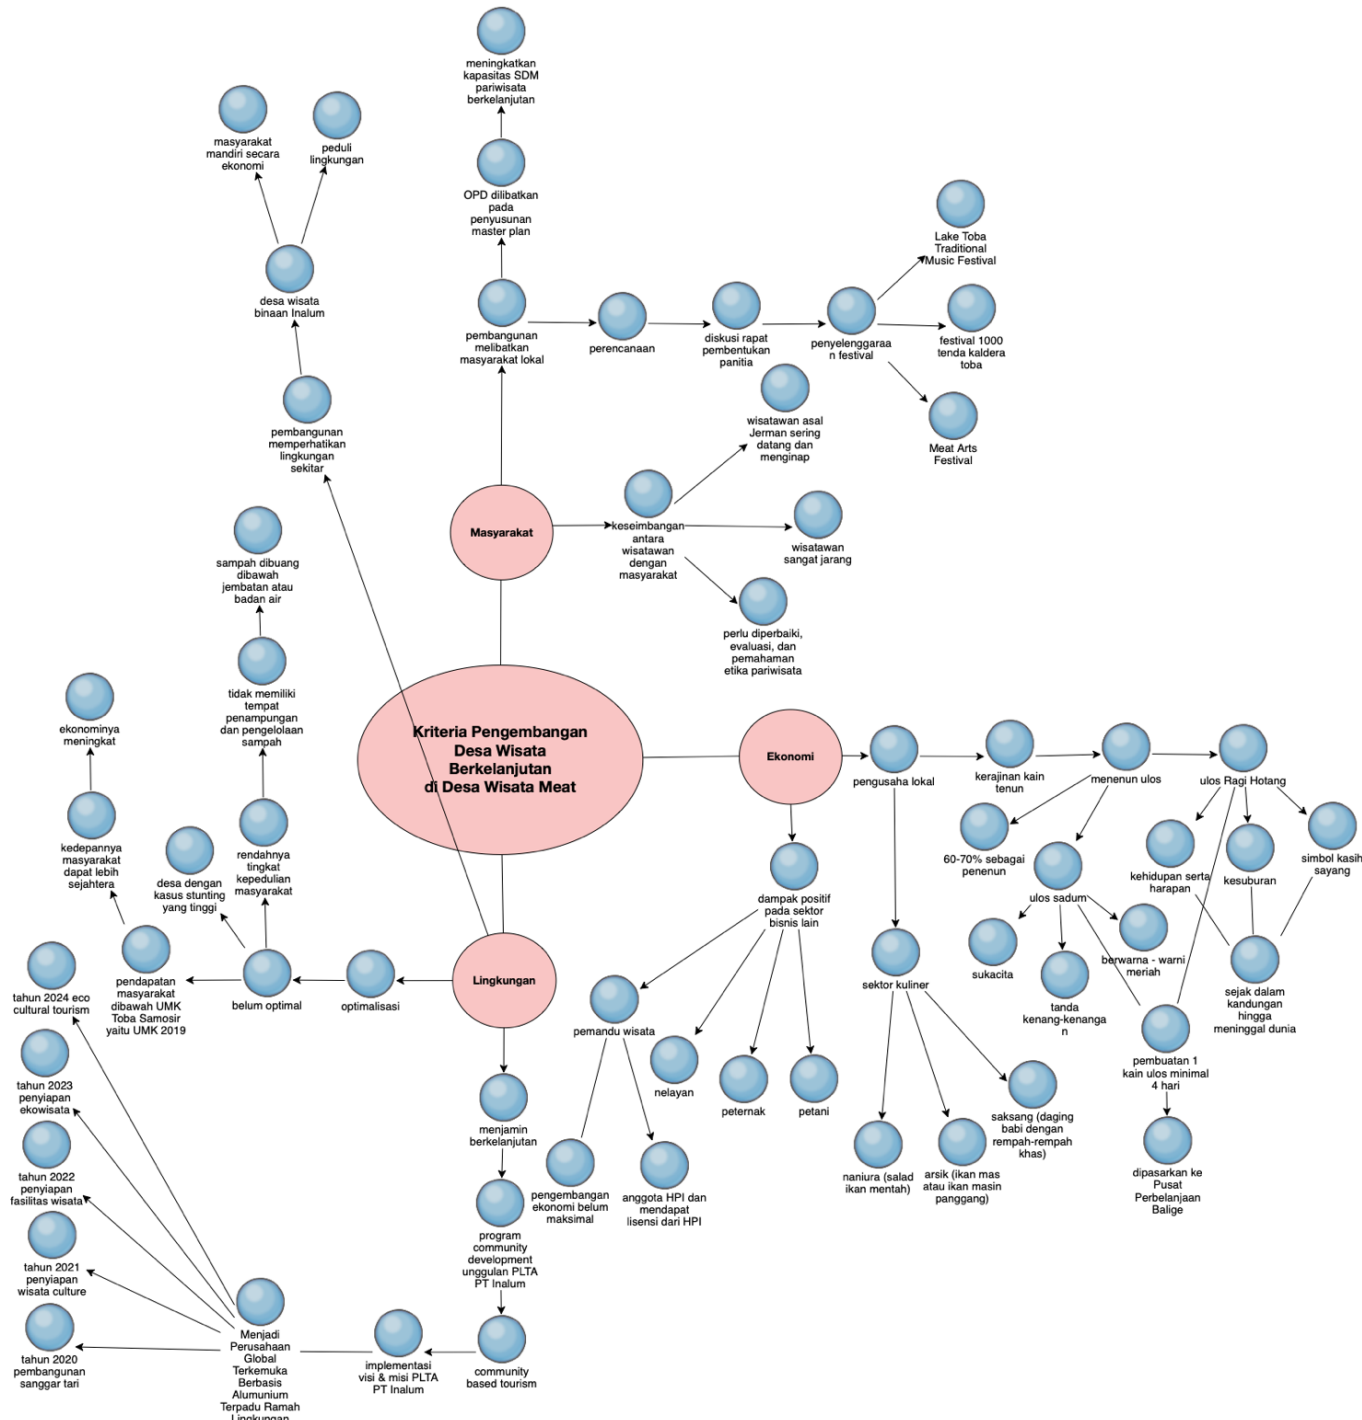 meningkatkan
kapasitas SDM
pariwisata
berkelanjutan
masyarakat
mandiri secara
ekonomi
peduli
lingkungan
OPD dilibatkan
pada
penyusunan
master plan
Lake Toba
Traditional
Music Festival
desa wisata
binaan Inalum
pembangunan
melibatkan
masyarakat lokal
perencanaan
diskusi rapat
pembentukan
panitia
penyelenggaraa
n festival
festival 1000
tenda kaldera
toba
Meat Arts
Festival
pembangunan
memperhatikan
lingkungan
sekitar
wisatawan asal
Jerman sering
datang dan
menginap
Masyarakat
keseimbangan
antara
wisatawan
dengan
masyarakat
wisatawan
sangat jarang
perlu diperbaiki,
evaluasi, dan
pemahaman
etika pariwisata
sampah dibuang
dibawah
jembatan atau
badan air
tidak memiliki
tempat
penampungan
dan pengelolaan
sampah
ekonominya
meningkat
Kriteria Pengembangan
Desa Wisata
Berkelanjutan
di Desa Wisata Meat
Ekonomi
pengusaha lokal
kerajinan kain
tenun
menenun ulos
ulos Ragi Hotang
60-70% sebagai
penenun
ulos sadum
kehidupan serta
harapan
kesuburan
simbol kasih
sayang
kedepannya
masyarakat
dapat lebih
sejahtera
desa dengan
kasus stunting
yang tinggi
rendahnya
tingkat
kepedulian
masyarakat
dampak positif
pada sektor
bisnis lain
sukacita
tanda
kenang-kenanga
n
berwarna - warni
meriah
sejak dalam
kandungan
hingga
meninggal dunia
sektor kuliner
pembuatan 1
kain ulos minimal
4 hari
dipasarkan ke
Pusat
Perbelanjaan
Balige
Lingkungan
optimalisasi
belum optimal
pendapatan
masyarakat
dibawah UMK
Toba Samosir
yaitu UMK 2019
pemandu wisata
nelayan
peternak
petani
naniura (salad
ikan mentah)
arsik (ikan mas
atau ikan masin
panggang)
saksang (daging
babi dengan
rempah-rempah
khas)
pengembangan
ekonomi belum
maksimal
anggota HPI dan
mendapat
lisensi dari HPI
menjamin
berkelanjutan
program
community
development
unggulan PLTA
PT Inalum
community
based tourism
implementasi
visi & misi PLTA
PT Inalum
Menjadi
Perusahaan
Global
Terkemuka
Berbasis
Alumunium
Terpadu Ramah
Lingkungan
tahun 2024 eco
cultural tourism
tahun 2023
penyiapan
ekowisata
tahun 2022
penyiapan
fasilitas wisata
tahun 2021
penyiapan
wisata culture
tahun 2020
pembangunan
sanggar tari